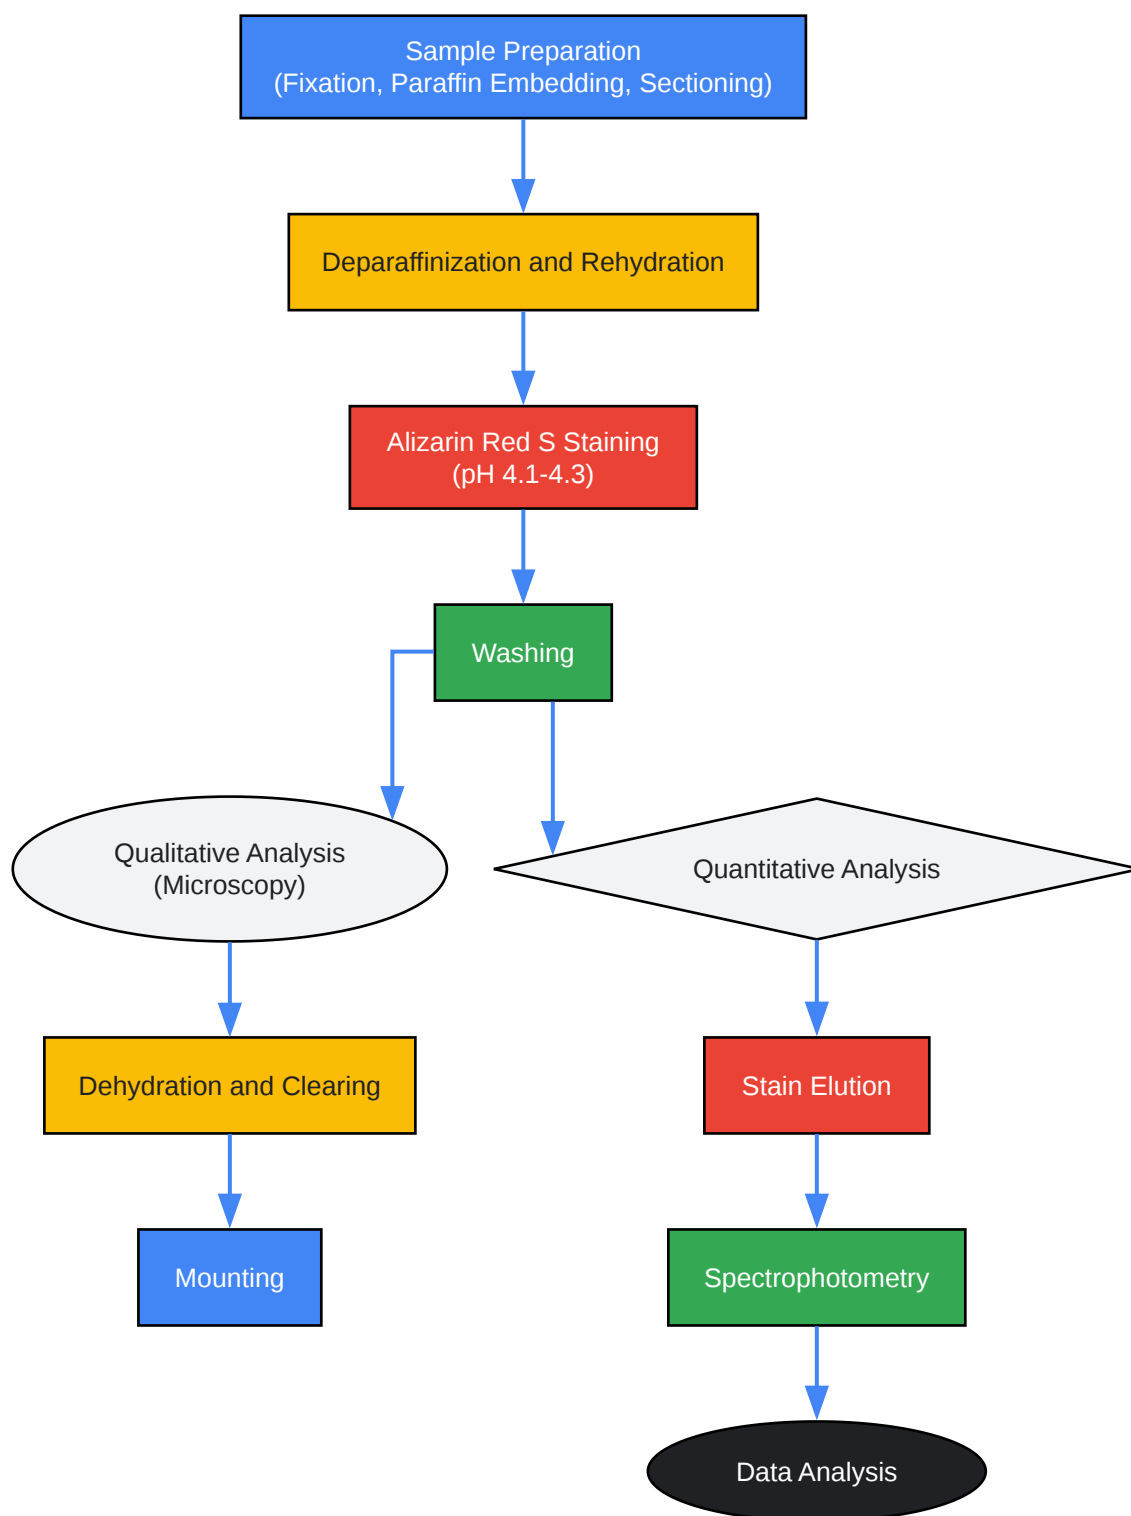 Sample Preparation
(Fixation, Paraffin Embedding, Sectioning)
Deparaffinization and Rehydration
Alizarin Red S Staining
(pH 4.1-4.3)
Washing
Qualitative Analysis
(Microscopy)
Quantitative Analysis
Dehydration and Clearing
Stain Elution
Mounting
Spectrophotometry
Data Analysis